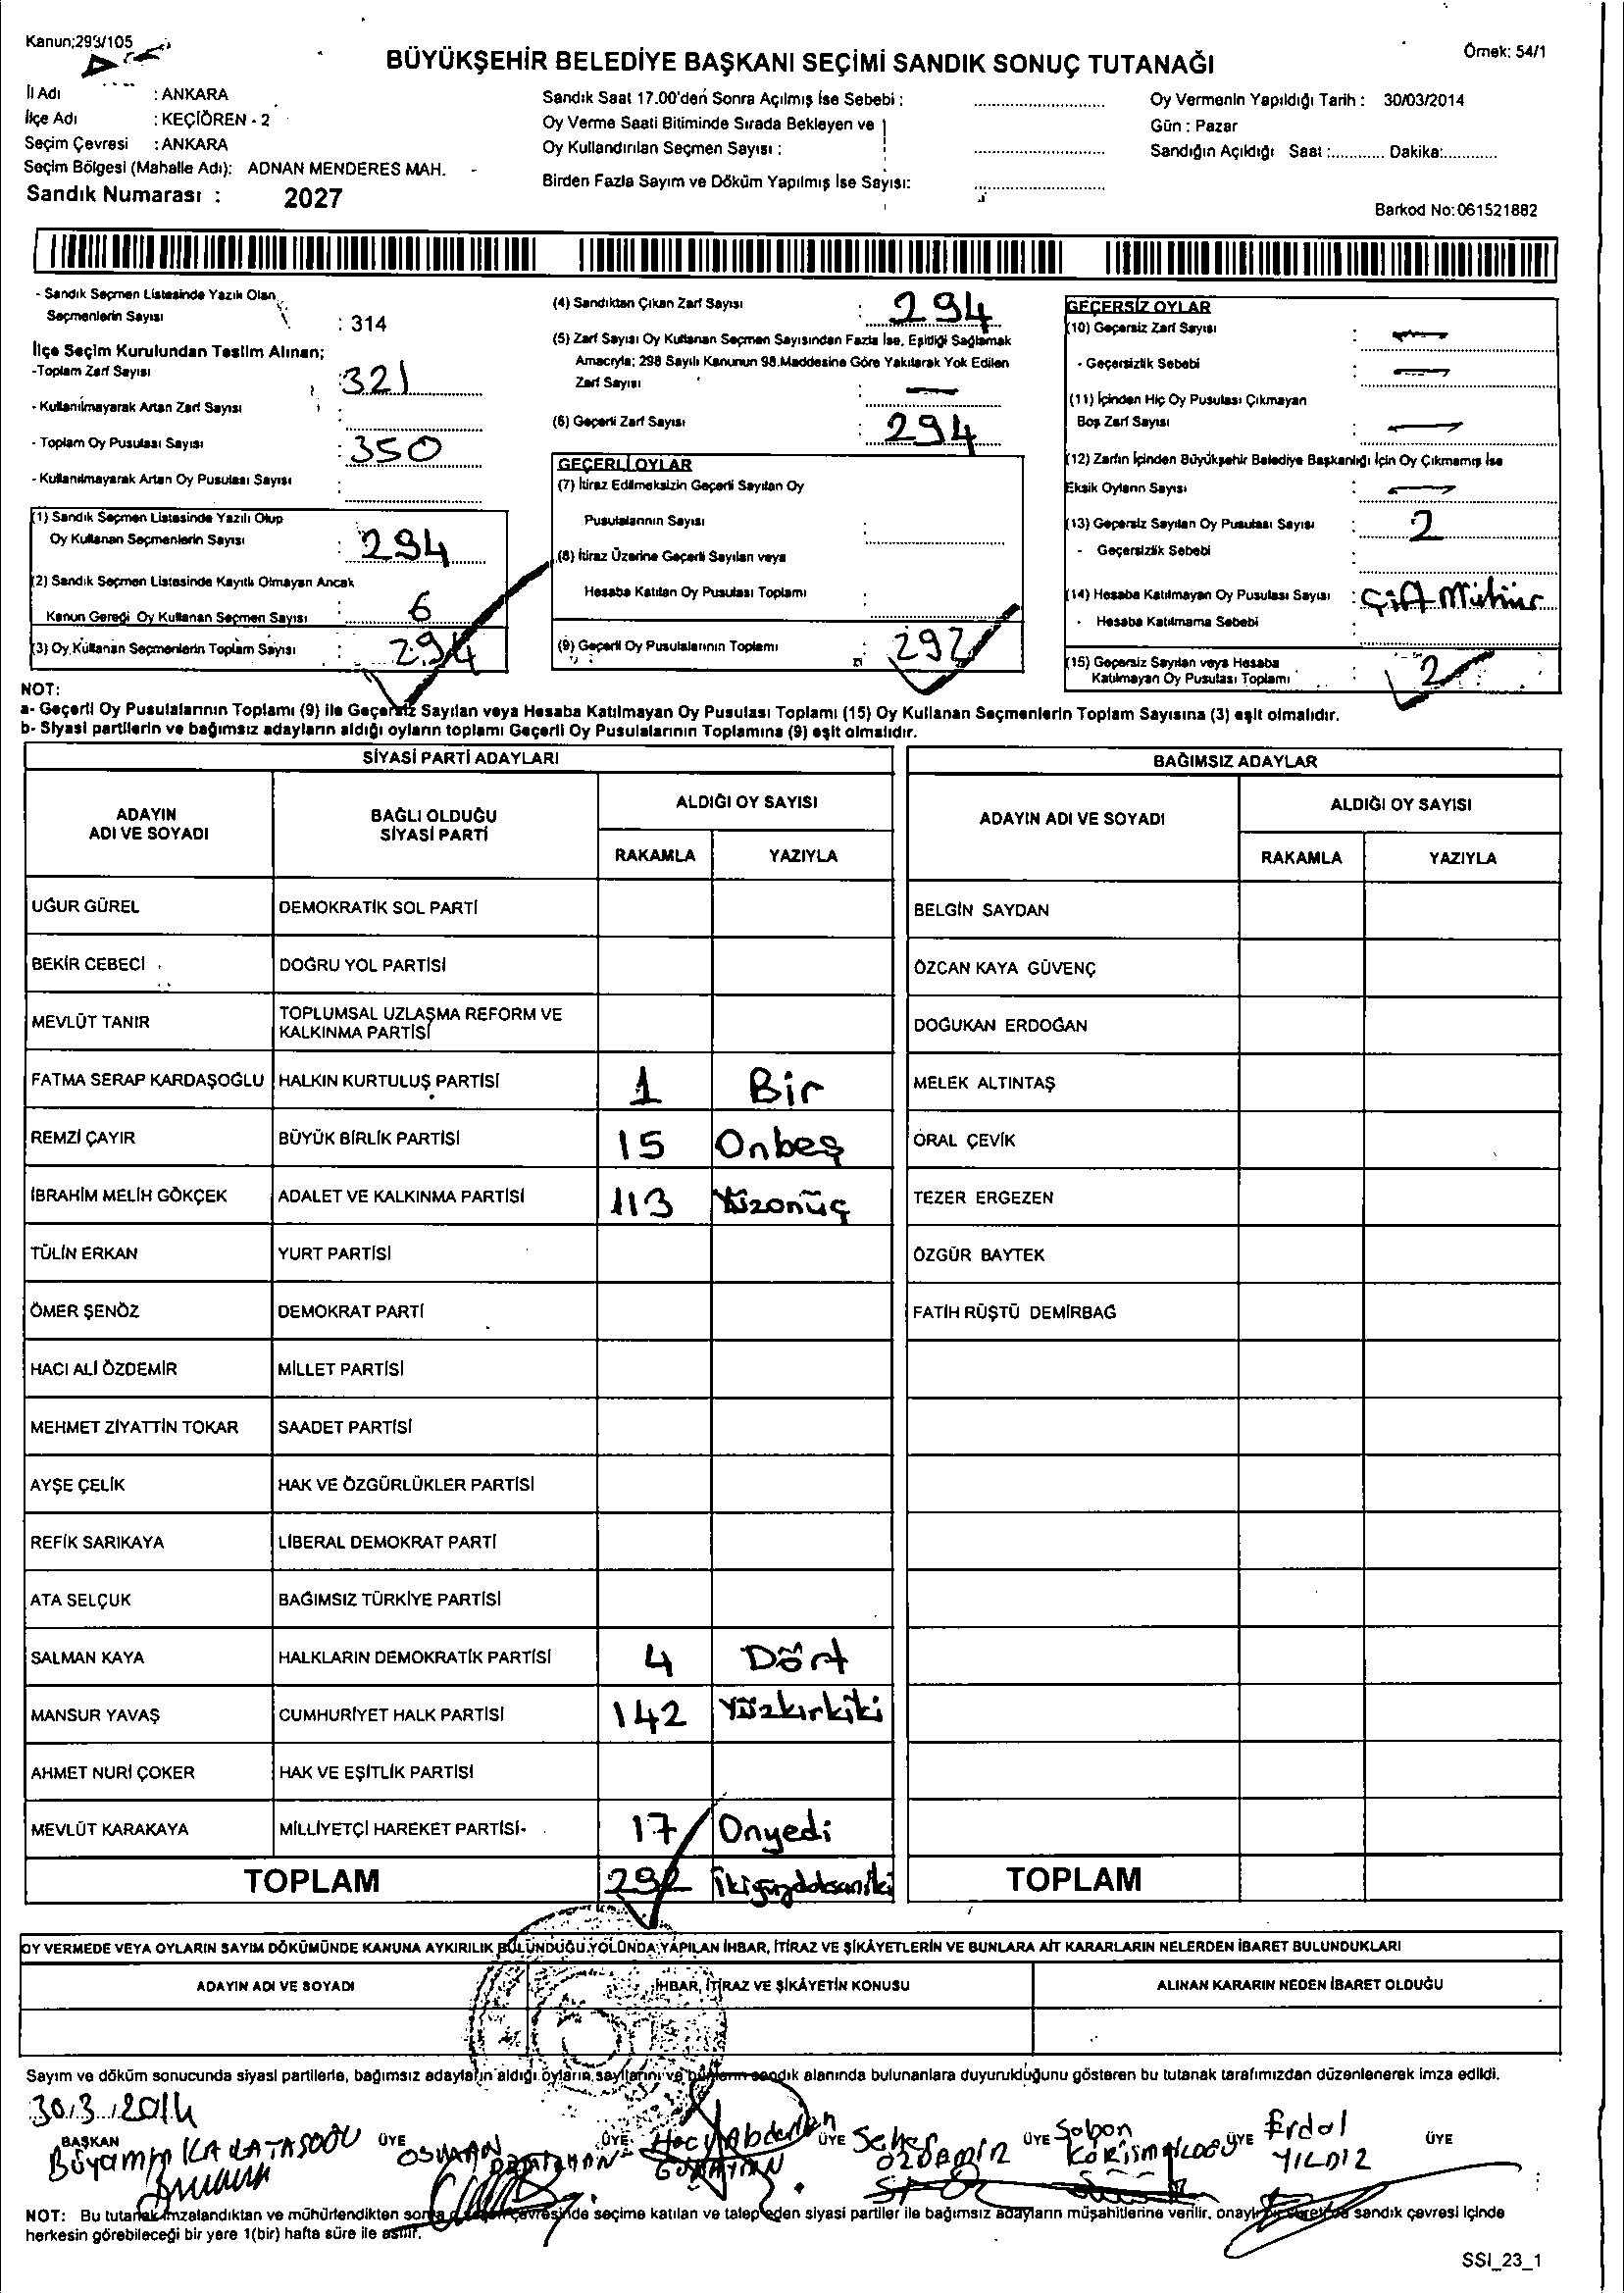 Kanun;298/105
BÜYÜKŞEHİR BELEDİYE BAŞKANI SEÇİMİ SANDIK SONUÇ TUTANAĞI
Örnek: 54/1
İl Adı : ANKARA
İlçe Adı : KEÇİÖREN - 2
Seçim Çevresi : ANKARA
Seçim Bölgesi (Mahalle Adı): ADNAN MENDERES MAH. -
Sandık Numarası : 2027
Sandık Saat 17.00'den Sonra Açılmış İse Sebebi :
Oy Verme Saati Bitiminde Sırada Bekleyen ve
Oy Kullandırılan Seçmen Sayısı :
Birden Fazla Sayım ve Döküm Yapılmış İse Sayısı:
Oy Vermenin Yapıldığı Tarih : 30/03/2014
Gün : Pazar
Sandığın Açıldığı Saat :............ Dakika:............
Barkod No:061521882
- Sandık Seçmen Listesinde Yazılı Olan
Seçmenlerin Sayısı : 314
İlçe Seçim Kurulundan Teslim Alınan;
-Toplam Zarf Sayısı : 321
- Kullanılmayarak Artan Zarf Sayısı :
- Toplam Oy Pusulası Sayısı : 350
- Kullanılmayarak Artan Oy Pusulası Sayısı :
(1) Sandık Seçmen Listesinde Yazılı Olup
Oy Kullanan Seçmenlerin Sayısı : 294
(2) Sandık Seçmen Listesinde Kayıtlı Olmayan Ancak
Kanun Gereği Oy Kullanan Seçmen Sayısı : 6
(3) Oy Kullanan Seçmenlerin Toplam Sayısı : 294
(4) Sandıktan Çıkan Zarf Sayısı : 294
(5) Zarf Sayısı Oy Kullanan Seçmen Sayısından Fazla İse, Eşitliği Sağlamak
Amacıyla; 298 Sayılı Kanunun 98.Maddesine Göre Yakılarak Yok Edilen
Zarf Sayısı : —
(6) Geçerli Zarf Sayısı : 294
GEÇERLİ OYLAR
(7) İtiraz Edilmeksizin Geçerli Sayılan Oy
Pusulalarının Sayısı :
(8) İtiraz Üzerine Geçerli Sayılan veya
Hesaba Katılan Oy Pusulası Toplamı :
(9) Geçerli Oy Pusulalarının Toplamı : 292
GEÇERSİZ OYLAR
(10) Geçersiz Zarf Sayısı : —
- Geçersizlik Sebebi : —
(11) İçinden Hiç Oy Pusulası Çıkmayan
Boş Zarf Sayısı : —
(12) Zarfın İçinden Büyükşehir Belediye Başkanlığı İçin Oy Çıkmamış İse
Eksik Oyların Sayısı : —
(13) Geçersiz Sayılan Oy Pusulası Sayısı : 2
- Geçersizlik Sebebi :
(14) Hesaba Katılmayan Oy Pusulası Sayısı : Çift Mühür
- Hesaba Katılmama Sebebi :
(15) Geçersiz Sayılan veya Hesaba
Katılmayan Oy Pusulası Toplamı : 2
NOT:
a- Geçerli Oy Pusulalarının Toplamı (9) ile Geçersiz Sayılan veya Hesaba Katılmayan Oy Pusulası Toplamı (15) Oy Kullanan Seçmenlerin Toplam Sayısına (3) eşit olmalıdır.
b- Siyasi partilerin ve bağımsız adayların aldığı oyların toplamı Geçerli Oy Pusulalarının Toplamına (9) eşit olmalıdır.
SİYASİ PARTİ ADAYLARI
ADAYIN ADI VE SOYADI
BAĞLI OLDUĞU SİYASİ PARTİ
ALDIĞI OY SAYISI
RAKAMLA YAZIYLA
UĞUR GÜREL DEMOKRATİK SOL PARTİ
BEKİR CEBECİ DOĞRU YOL PARTİSİ
MEVLÜT TANIR TOPLUMSAL UZLAŞMA REFORM VE
KALKINMA PARTİSİ
FATMA SERAP KARDAŞOĞLU HALKIN KURTULUŞ PARTİSİ 1 Bir
REMZİ ÇAYIR BÜYÜK BİRLİK PARTİSİ 15 Onbeş
İBRAHİM MELİH GÖKÇEK ADALET VE KALKINMA PARTİSİ 113 Yüzonüç
TÜLİN ERKAN YURT PARTİSİ
ÖMER ŞENÖZ DEMOKRAT PARTİ
HACI ALİ ÖZDEMİR MİLLET PARTİSİ
MEHMET ZİYATTİN TOKAR SAADET PARTİSİ
AYŞE ÇELİK HAK VE ÖZGÜRLÜKLER PARTİSİ
REFİK SARIKAYA LİBERAL DEMOKRAT PARTİ
ATA SELÇUK BAĞIMSIZ TÜRKİYE PARTİSİ
SALMAN KAYA HALKLARIN DEMOKRATİK PARTİSİ 4 Dört
MANSUR YAVAŞ CUMHURİYET HALK PARTİSİ 142 Yüzkırkiki
AHMET NURİ ÇOKER HAK VE EŞİTLİK PARTİSİ
MEVLÜT KARAKAYA MİLLİYETÇİ HAREKET PARTİSİ- 17 Onyedi
TOPLAM 292 İkiyüzdoksaniki
BAĞIMSIZ ADAYLAR
ADAYIN ADI VE SOYADI
ALDIĞI OY SAYISI
RAKAMLA YAZIYLA
BELGİN SAYDAN
ÖZCAN KAYA GÜVENÇ
DOĞUKAN ERDOĞAN
MELEK ALTINTAŞ
ORAL ÇEVİK
TEZER ERGEZEN
ÖZGÜR BAYTEK
FATİH RÜŞTÜ DEMİRBAĞ
TOPLAM
OY VERMEDE VEYA OYLARIN SAYIM DÖKÜMÜNDE KANUNA AYKIRILIK BULUNDUĞU YOLUNDA YAPILAN İHBAR, İTİRAZ VE ŞİKÂYETLERİN VE BUNLARA AİT KARARLARIN NELERDEN İBARET BULUNDUKLARI
ADAYIN ADI VE SOYADI İHBAR, İTİRAZ VE ŞİKÂYETİN KONUSU ALINAN KARARIN NEDEN İBARET OLDUĞU
Sayım ve döküm sonucunda siyasi partilerle, bağımsız adayların aldığı oyların sayılarını ve bunların sandık alanında bulunanlara duyurulduğunu gösteren bu tutanak tarafımızdan düzenlenerek imza edildi.
30.3.2014
BAŞKAN ÜYE ÜYE ÜYE ÜYE ÜYE ÜYE
OSMAN Seher ÖZDEMİR Erdal YILDIZ
NOT: Bu tutanak imzalandıktan ve mühürlendikten sonra seçime katılan ve talep eden siyasi partiler ile bağımsız adayların müşahitlerine verilir, sandık çevresi içinde
herkesin görebileceği bir yere 1(bir) hafta süre ile asılır.
SSI_23_1